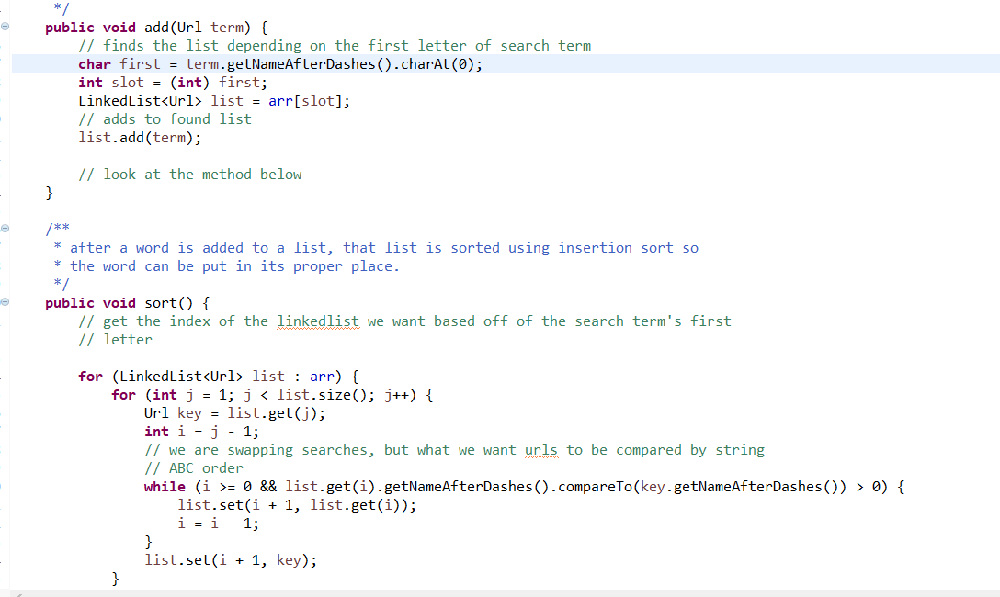 */
public void add(Url term) {
// finds the list depending on the first letter of search term
char first = term.getNameAfterDashes().charAt(0);
int slot = (int) first;
LinkedList<Url> list = arr[slot];
// adds to found list
list.add(term);
// look at the method below
}
/**
* after a word is added to a list, that list is sorted using insertion sort so
* the word can be put in its proper place.
*/
public void sort() {
// get the index of the linkedlist we want based off of the search term's first
// letter
for (LinkedList<Url> list : arr) {
for (int j = 1; j < list.size(); j++) {
Url key = list.get(j);
int i = j - 1;
// we are swapping searches, but what we want urls to be compared by string
// ABC order
while (i >= 0 && list.get(i).getNameAfterDashes().compareTo(key.getNameAfterDashes()) > 0) {
list.set(i + 1, list.get(i));
i = i - 1;
}
list.set(i + 1, key);
}